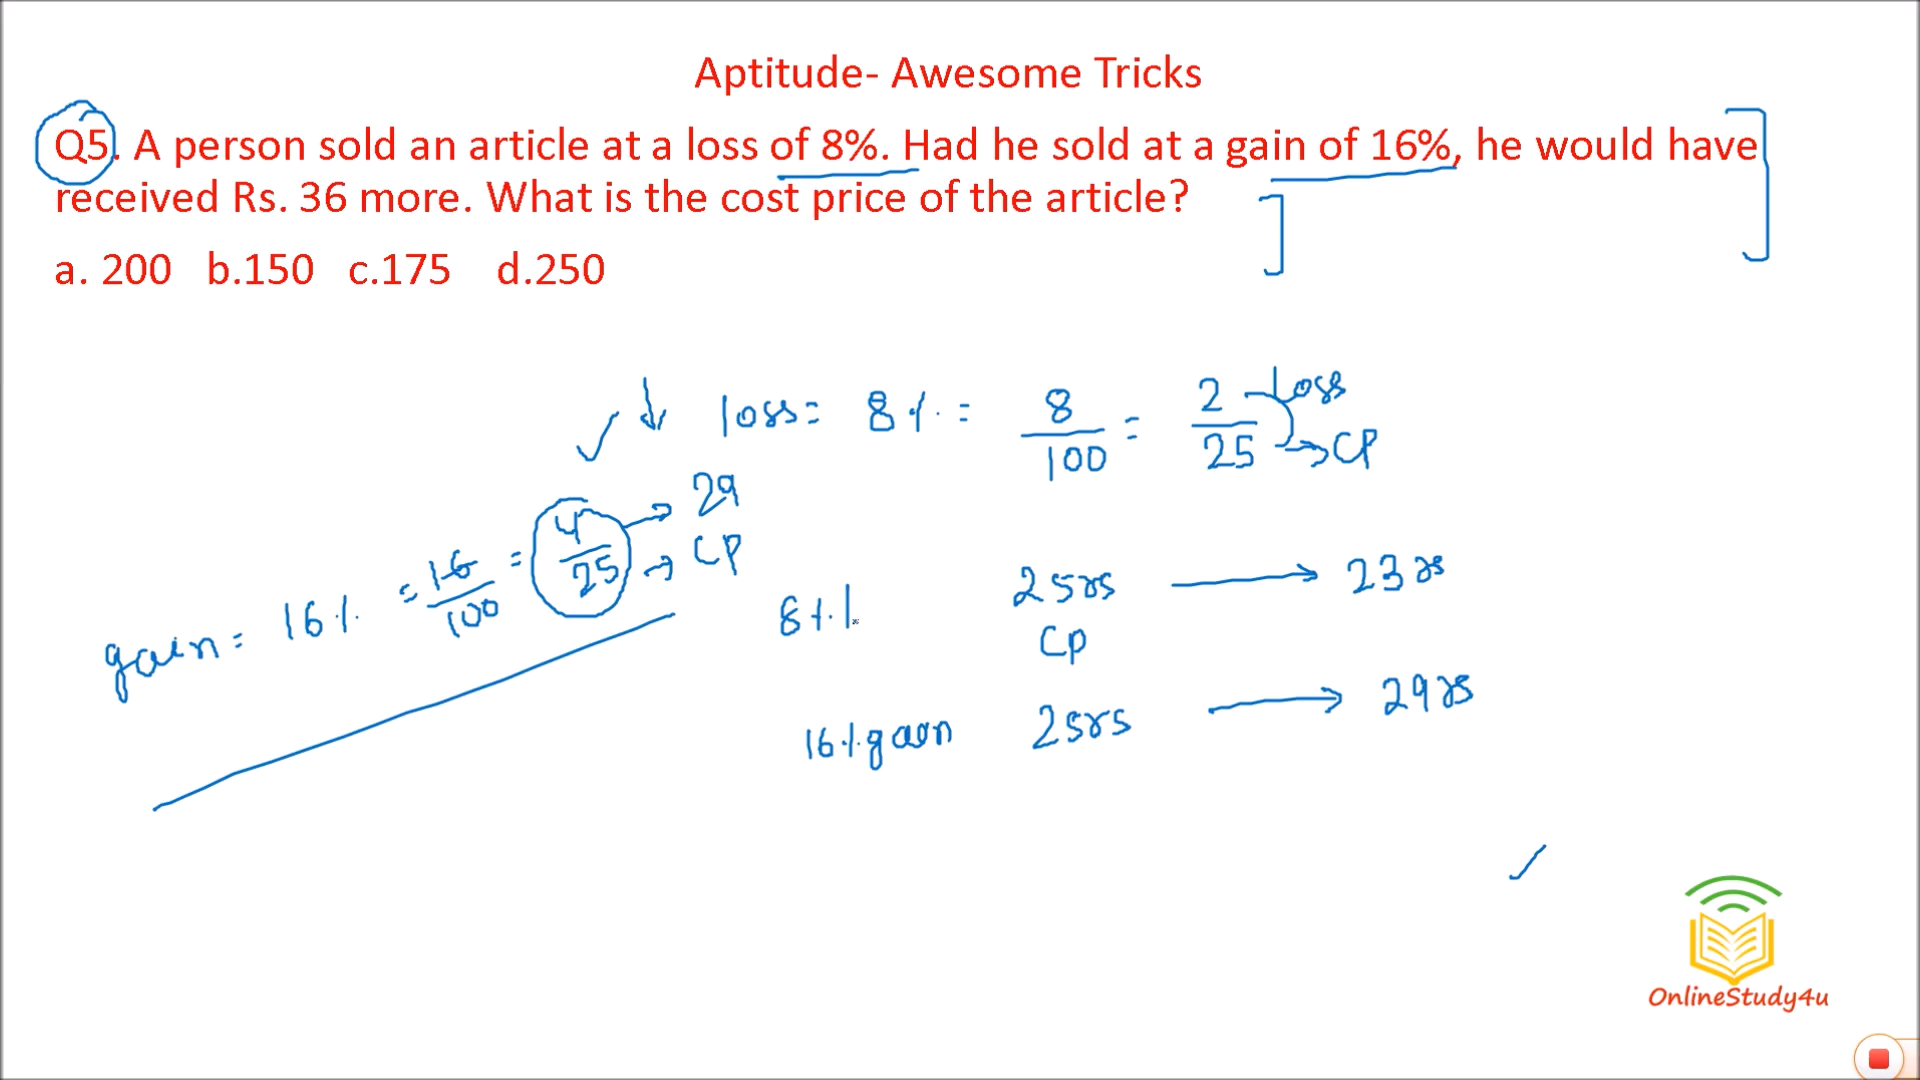 Aptitude- Awesome Tricks
Q5. A person sold an article at a loss of 8%. Had he sold at a gain of 16%, he would have
received Rs. 36 more. What is the cost price of the article?
a. 200 b.150 c.175 d.250
loss = 8% = 8/100 = 2/25 Loss
CP
gain = 16% = 16/100 = 4/25 → 29
→ CP
8% 25rs → 23rs
CP
16% gain 25rs → 29rs
OnlineStudy4u